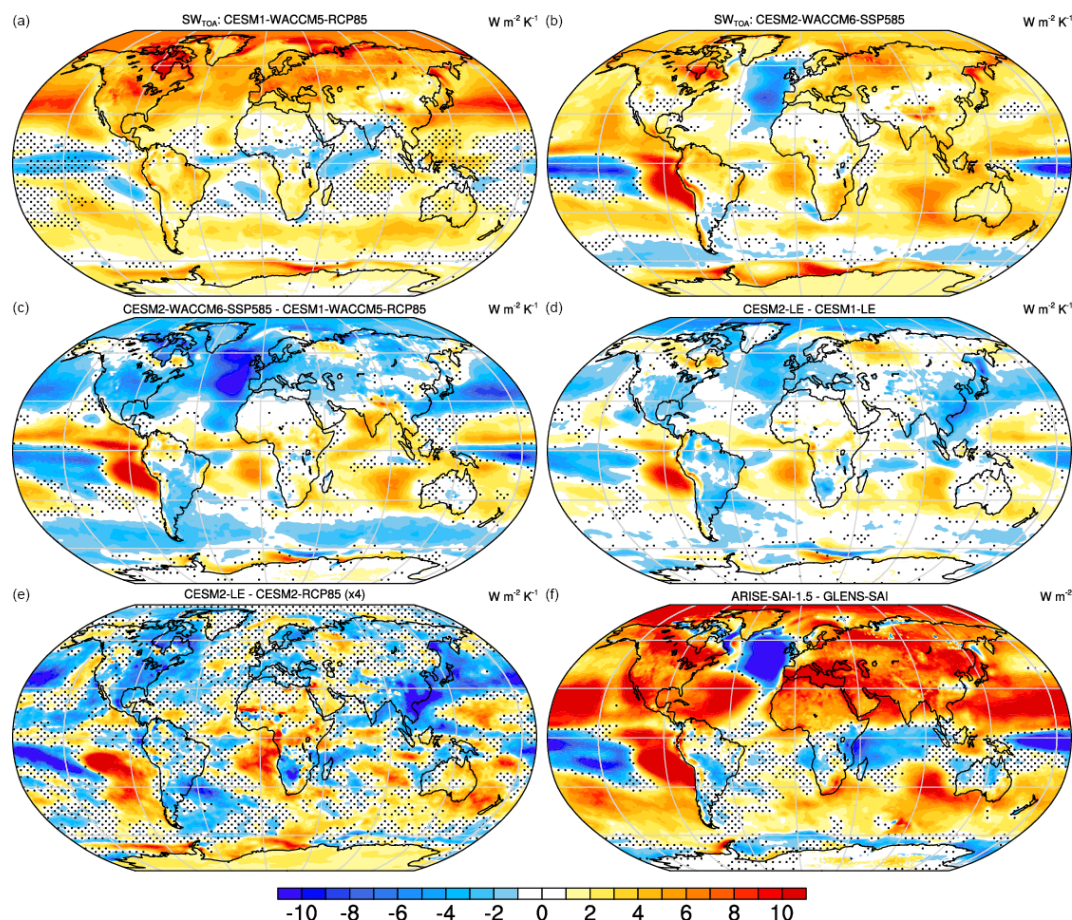 (a) SW_TOA: CESM1-WACCM5-RCP85 W m⁻² K⁻¹
(b) SW_TOA: CESM2-WACCM6-SSP585 W m⁻² K⁻¹
(c) CESM2-WACCM6-SSP585 - CESM1-WACCM5-RCP85 W m⁻² K⁻¹
(d) CESM2-LE - CESM1-LE W m⁻² K⁻¹
(e) CESM2-LE - CESM2-RCP85 (x4) W m⁻² K⁻¹
(f) ARISE-SAI-1.5 - GLENS-SAI W m⁻²
-10 -8 -6 -4 -2 0 2 4 6 8 10